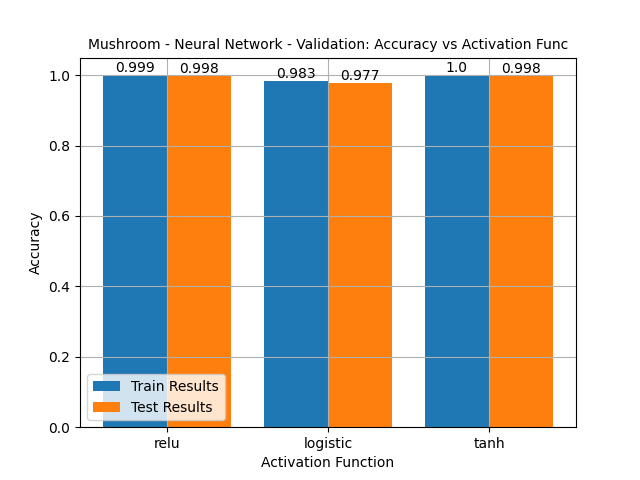 Mushroom - Neural Network - Validation: Accuracy vs Activation Func
0.999 0.998 0.983 0.977 1.0 0.998
1.0
0.8
0.6
0.4
0.2
0.0
Accuracy
Train Results
Test Results
relu logistic tanh
Activation Function